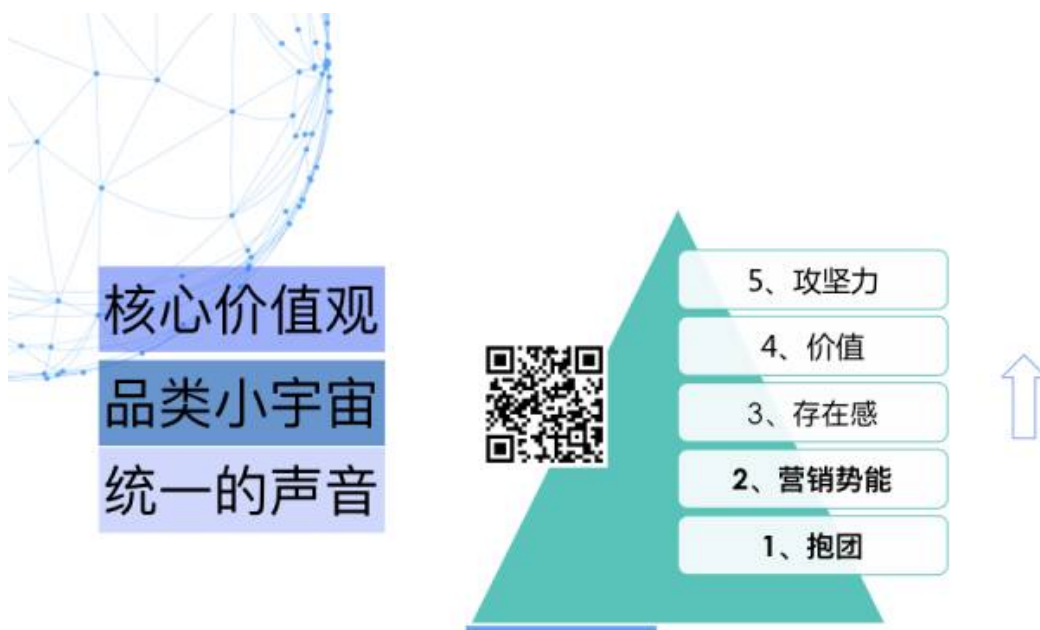 核心价值观
品类小宇宙
统一的声音
5、攻坚力
4、价值
3、存在感
2、营销势能
1、抱团